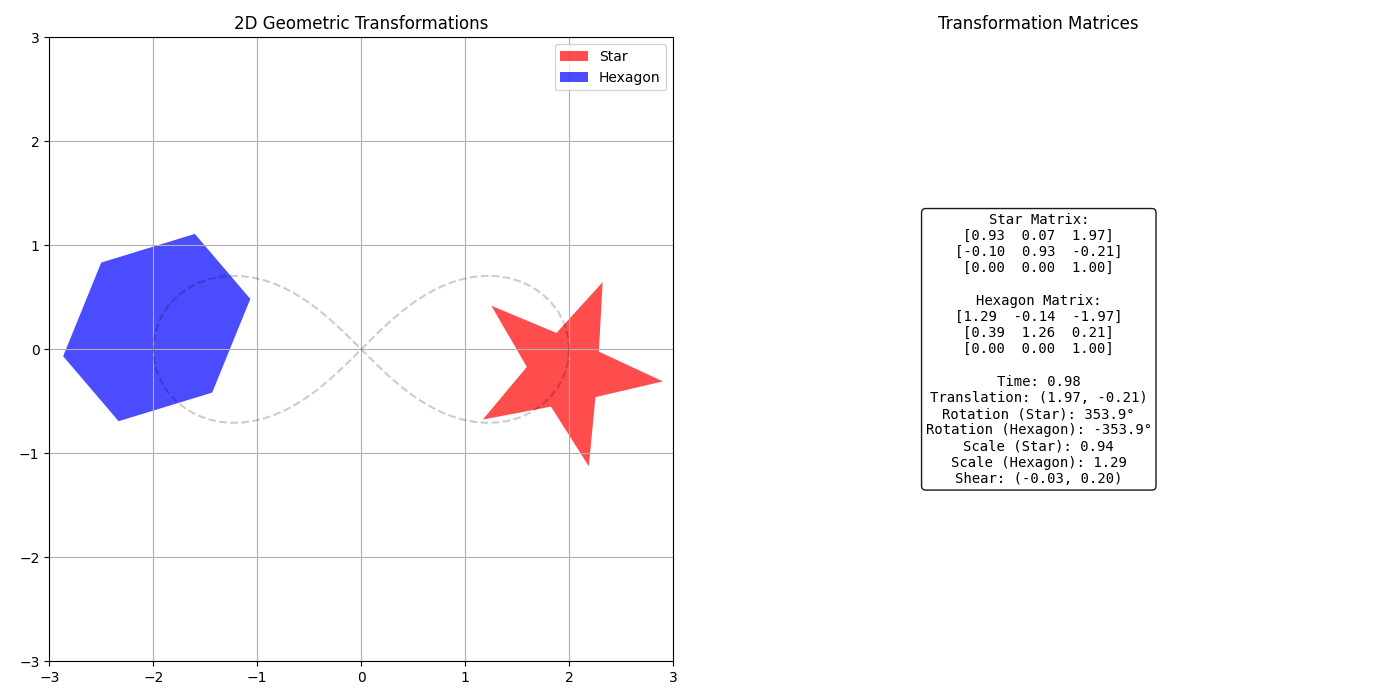 2D Geometric Transformations
3
2
1
0
−1
−2
−3
−3
−2
−1
0
1
2
3
Star
Hexagon
Transformation Matrices
Star Matrix:
[0.93  0.07  1.97]
[-0.10  0.93  -0.21]
[0.00  0.00  1.00]
Hexagon Matrix:
[1.29  -0.14  -1.97]
[0.39  1.26  0.21]
[0.00  0.00  1.00]
Time: 0.98
Translation: (1.97, -0.21)
Rotation (Star): 353.9°
Rotation (Hexagon): -353.9°
Scale (Star): 0.94
Scale (Hexagon): 1.29
Shear: (-0.03, 0.20)